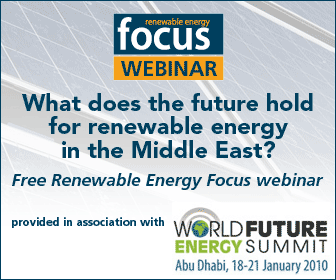 renewable energy
focus
WEBINAR
What does the future hold
for renewable energy
in the Middle East?
Free Renewable Energy Focus webinar
provided in association with
WORLD FUTURE
ENERGY SUMMIT
Abu Dhabi, 18-21 January 2010